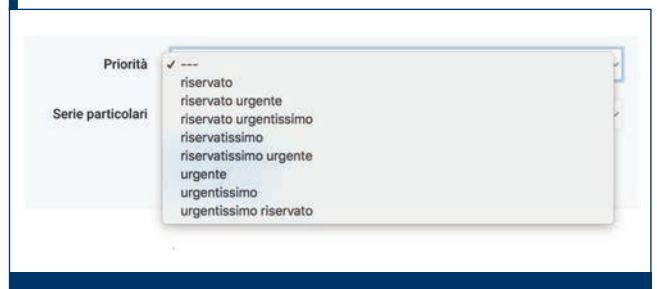 Priorità
✓ ---
riservato
riservato urgente
Serie particolari
riservato urgentissimo
riservatissimo
riservatissimo urgente
urgente
urgentissimo
urgentissimo riservato